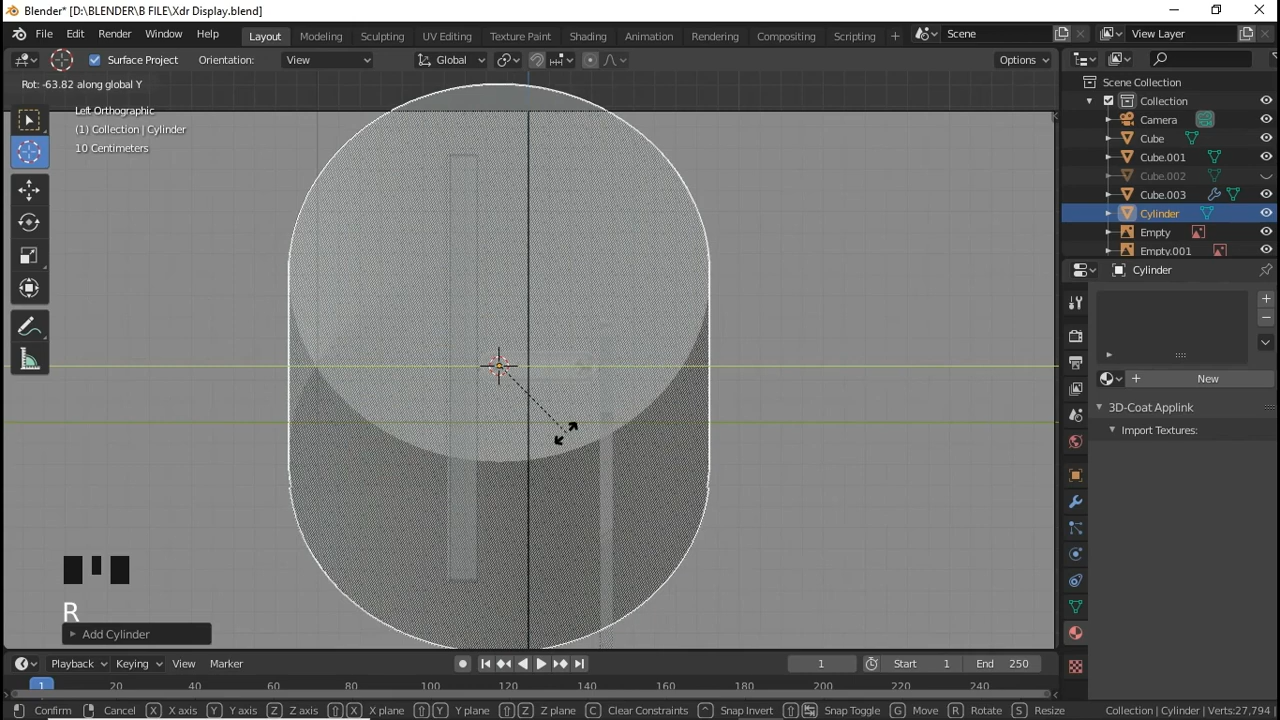 Blender* [D:\BLENDER\B FILE\Xdr Display.blend]
File Edit Render Window Help Layout Modeling Sculpting UV Editing Texture Paint Shading Animation Rendering Compositing Scripting + Scene View Layer
Surface Project Orientation: View Global Options
Rot: -63.82 along global Y
Left Orthographic
(1) Collection | Cylinder
10 Centimeters
Scene Collection
Collection
Camera
Cube
Cube.001
Cube.002
Cube.003
Cylinder
Empty
Empty.001
Cylinder
New
3D-Coat Applink
Import Textures:
R
Add Cylinder
Playback Keying View Marker 1 Start 1 End 250
1 20 40 60 80 100 120 140 160 180 200 220 240
Confirm Cancel X X axis Y Y axis Z Z axis X X plane Y Y plane Z Z plane C Clear Constraints Snap Invert Snap Toggle G Move R Rotate S Resize Collection | Cylinder | Verts:27,794 |